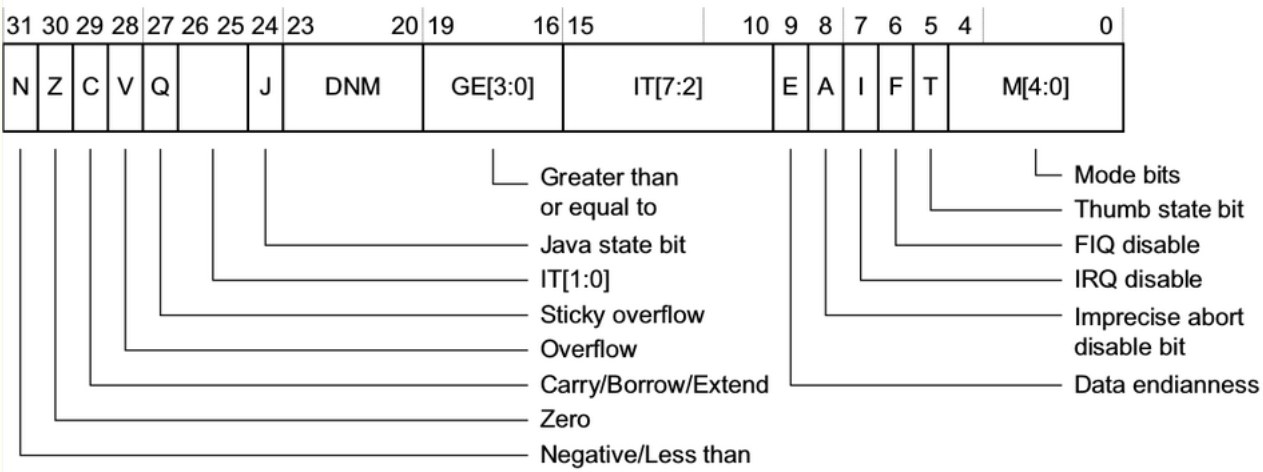 31 30 29 28 27 26 25 24 23 20 19 16 15 10 9 8 7 6 5 4 0
N Z C V Q J DNM GE[3:0] IT[7:2] E A I F T M[4:0]
Greater than
or equal to
Java state bit
IT[1:0]
Sticky overflow
Overflow
Carry/Borrow/Extend
Zero
Negative/Less than
Mode bits
Thumb state bit
FIQ disable
IRQ disable
Imprecise abort
disable bit
Data endianness